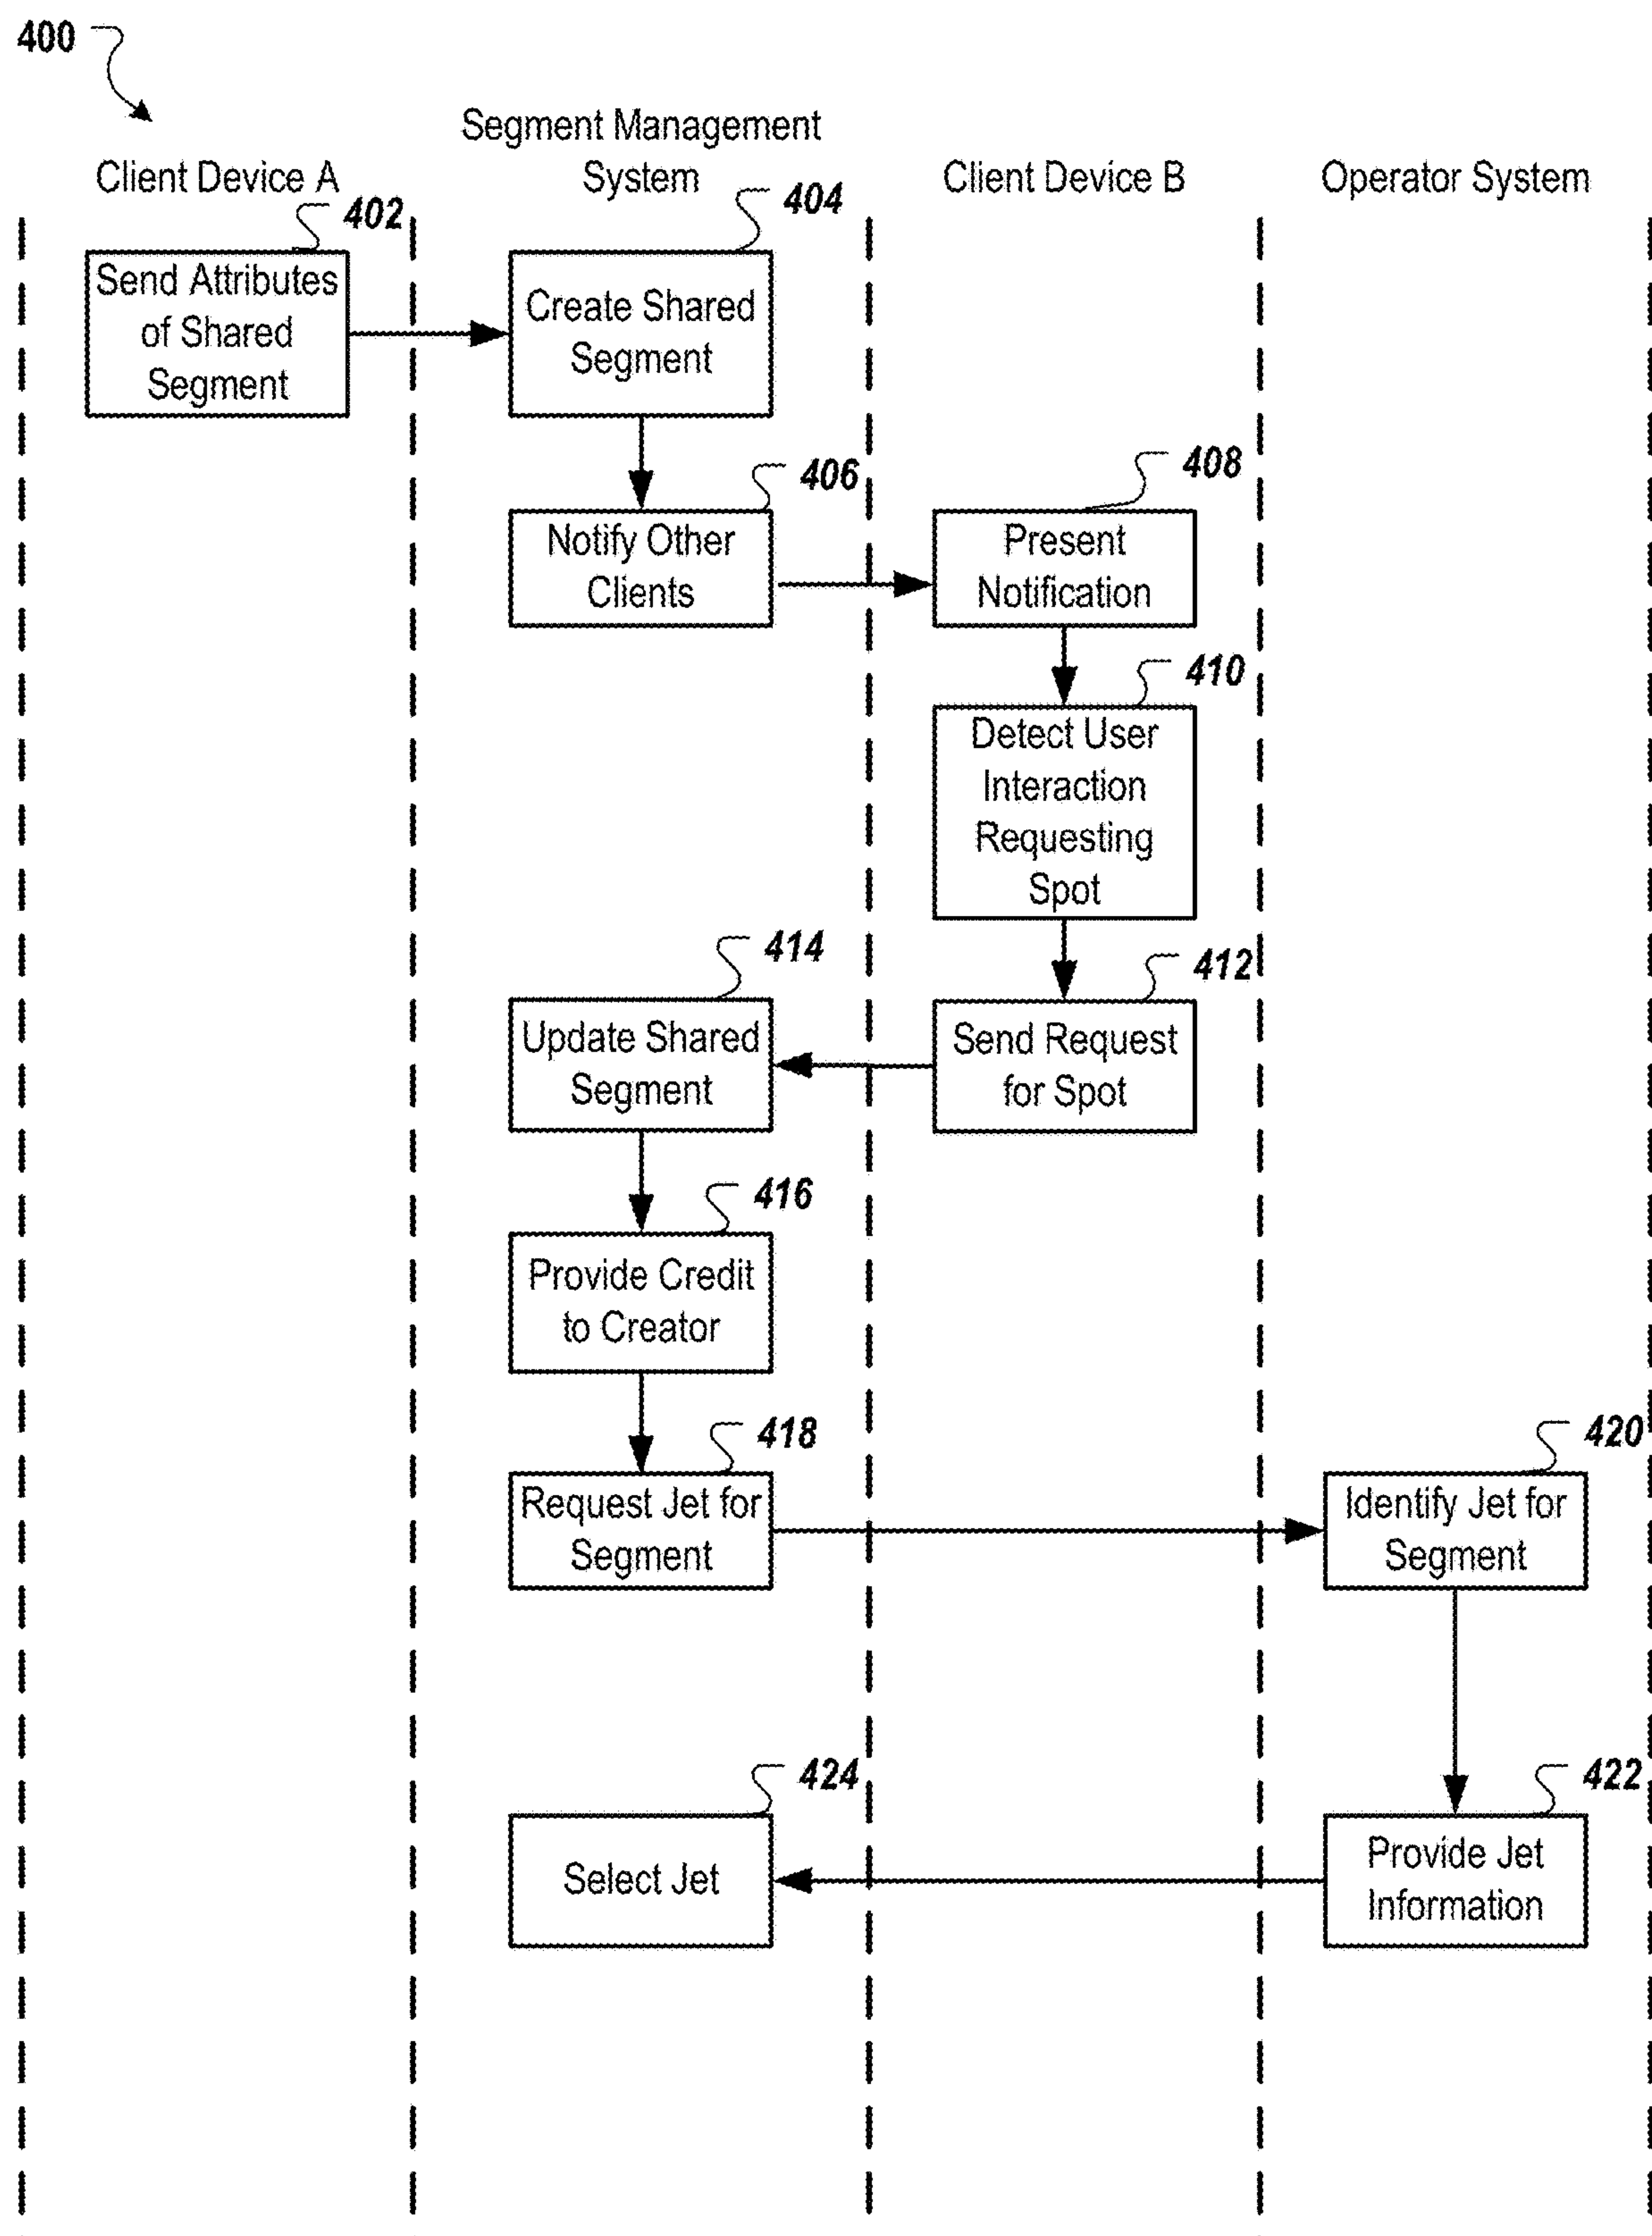 400
Segment Management
System
Client Device A
Client Device B
Operator System
402
Send Attributes
of Shared
Segment
404
Create Shared
Segment
406
Notify Other
Clients
408
Present
Notification
410
Detect User
Interaction
Requesting
Spot
412
Send Request
for Spot
414
Update Shared
Segment
416
Provide Credit
to Creator
418
Request Jet for
Segment
420
Identify Jet for
Segment
422
Provide Jet
Information
424
Select Jet